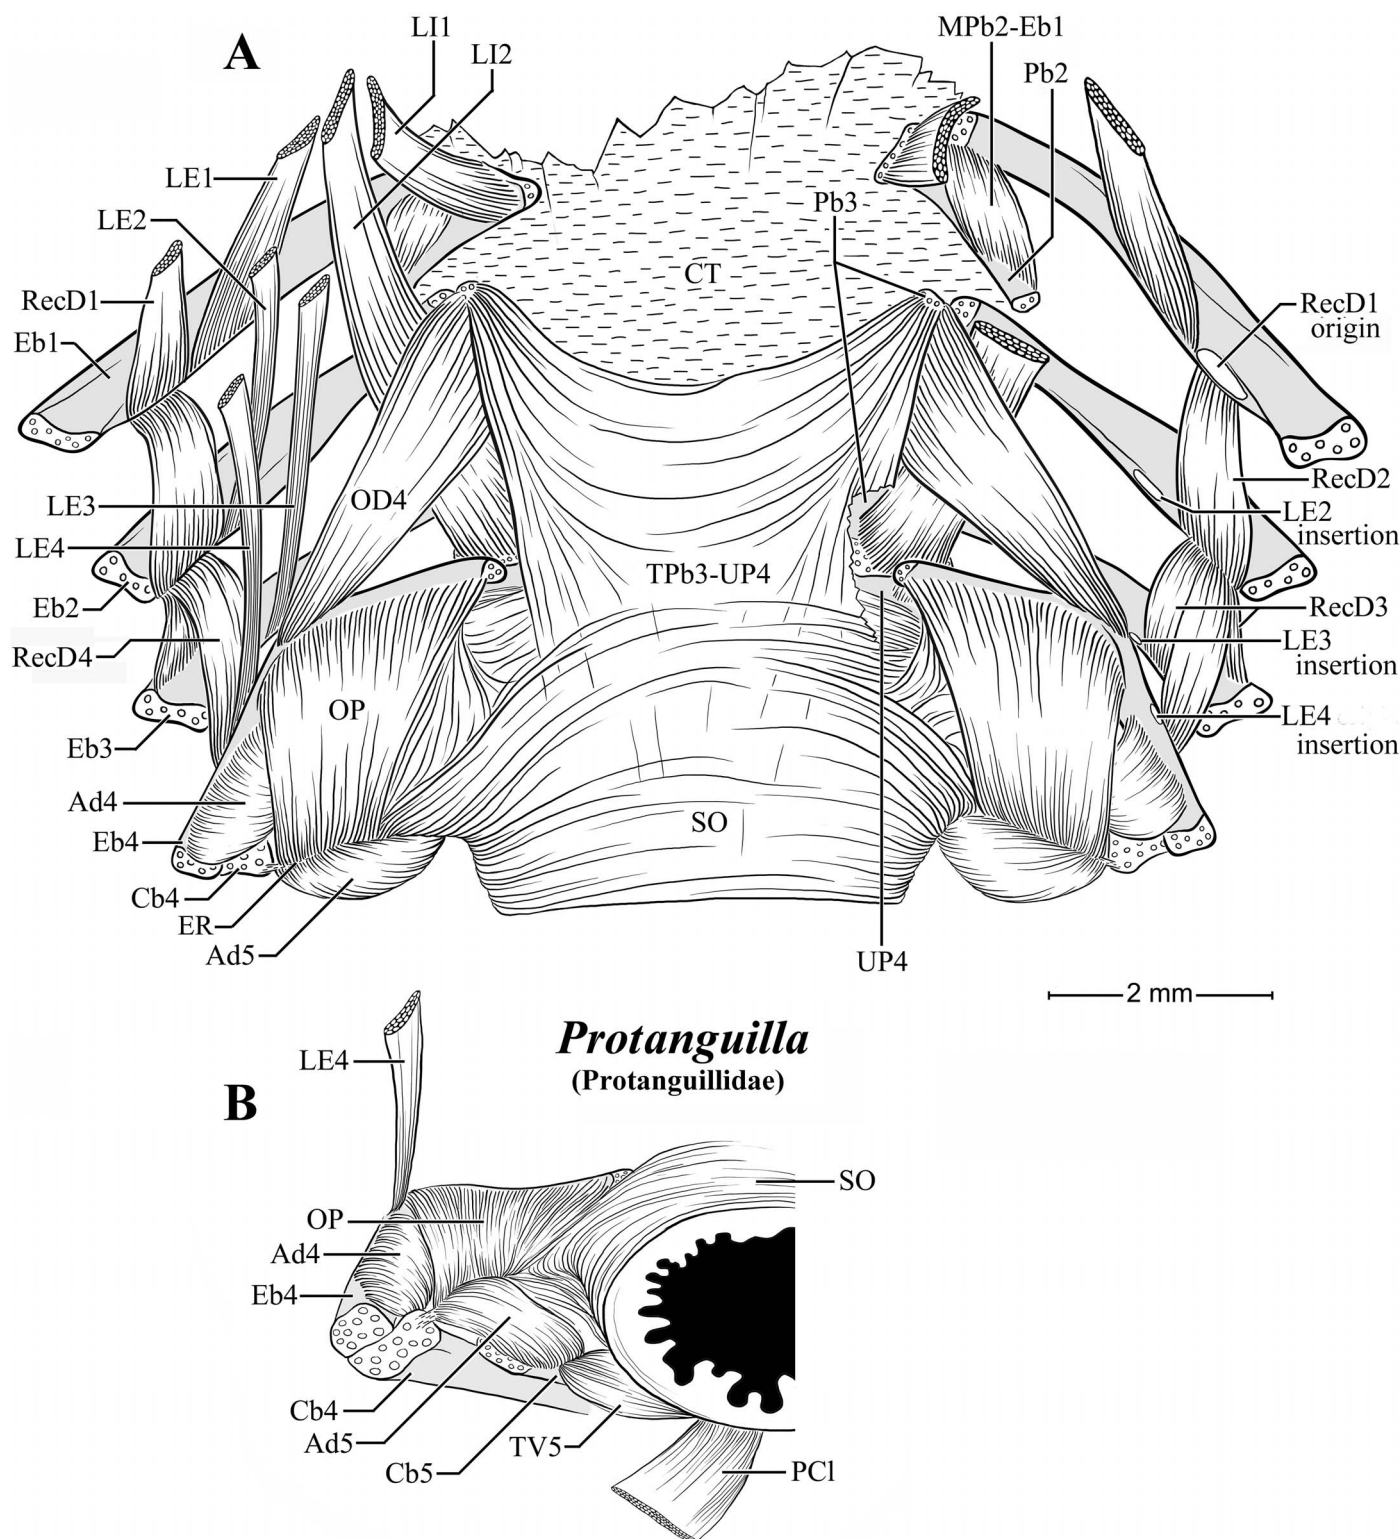 A
LI1
LI2
MPb2-Eb1
Pb2
LE1
LE2
Pb3
CT
RecD1
Eb1
RecD1
origin
OD4
LE3
LE4
RecD2
LE2
insertion
TPb3-UP4
Eb2
RecD3
RecD4
LE3
insertion
OP
Eb3
LE4
insertion
Ad4
SO
Eb4
Cb4
ER
Ad5
UP4
2 mm
Protanguilla
(Protanguillidae)
B
LE4
SO
OP
Ad4
Eb4
Cb4
Ad5
TV5
Cb5
PCl